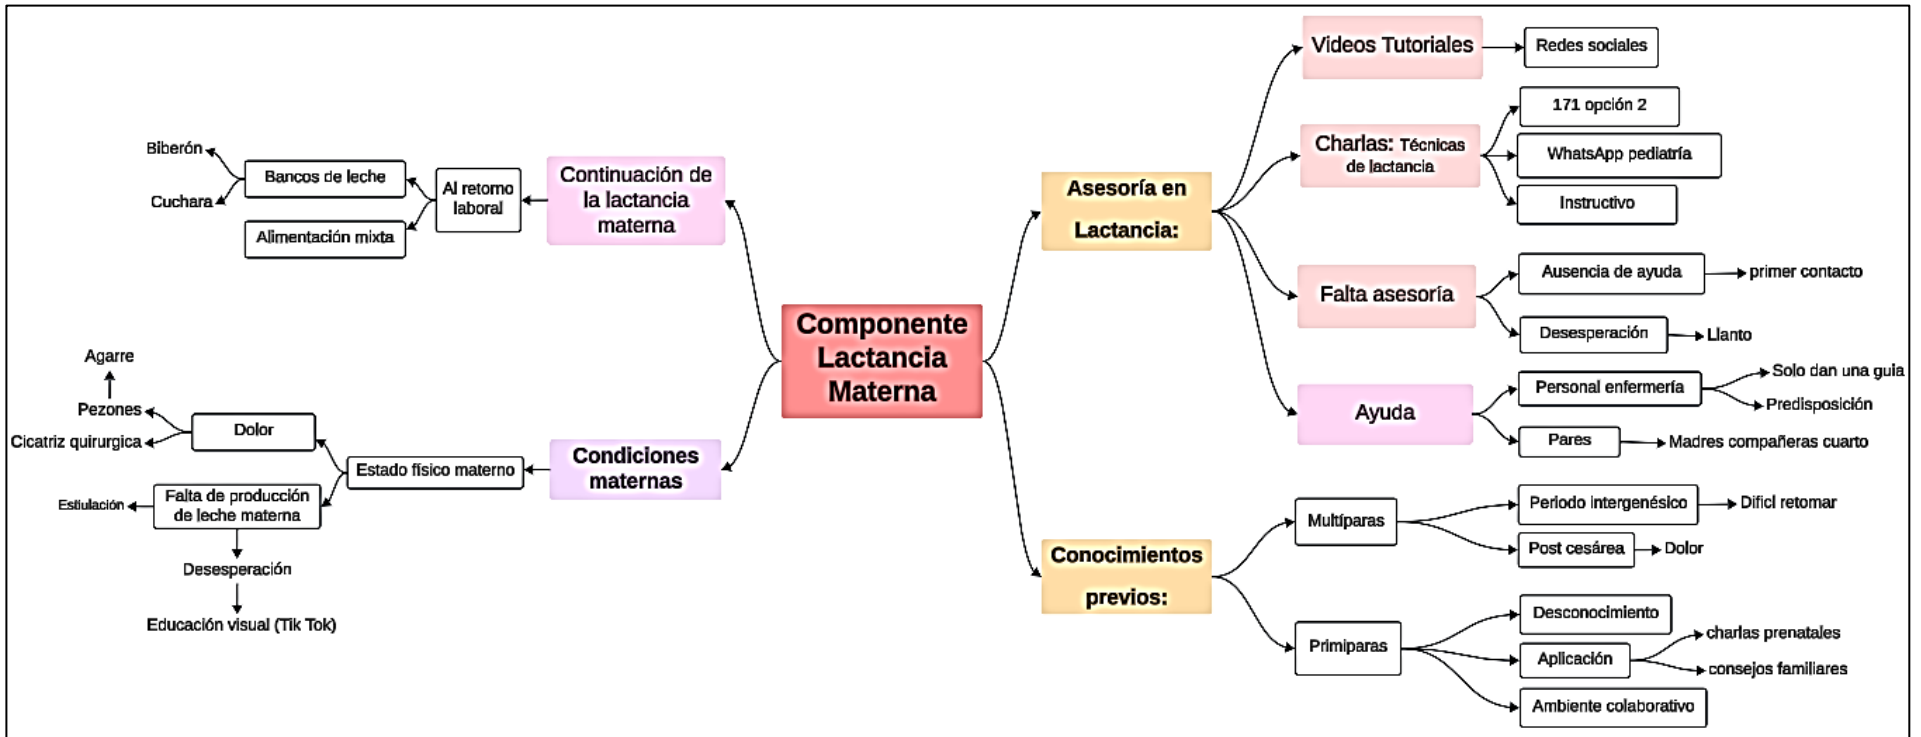 Componente
Lactancia
Materna
Continuación de
la lactancia
materna
Al retorno
laboral
Bancos de leche
Biberón
Cuchara
Alimentación mixta
Condiciones
maternas
Estado físico materno
Dolor
Pezones
Agarre
Cicatriz quirurgica
Falta de producción
de leche materna
Estiulación
Desesperación
Educación visual (Tik Tok)
Asesoría en
Lactancia:
Videos Tutoriales
Redes sociales
Charlas: Técnicas
de lactancia
171 opción 2
WhatsApp pediatría
Instructivo
Falta asesoría
Ausencia de ayuda
primer contacto
Desesperación
Llanto
Ayuda
Personal enfermería
Solo dan una guia
Predisposición
Pares
Madres compañeras cuarto
Conocimientos
previos:
Multíparas
Periodo intergenésico
Dificl retomar
Post cesárea
Dolor
Primiparas
Desconocimiento
Aplicación
charlas prenatales
consejos familiares
Ambiente colaborativo